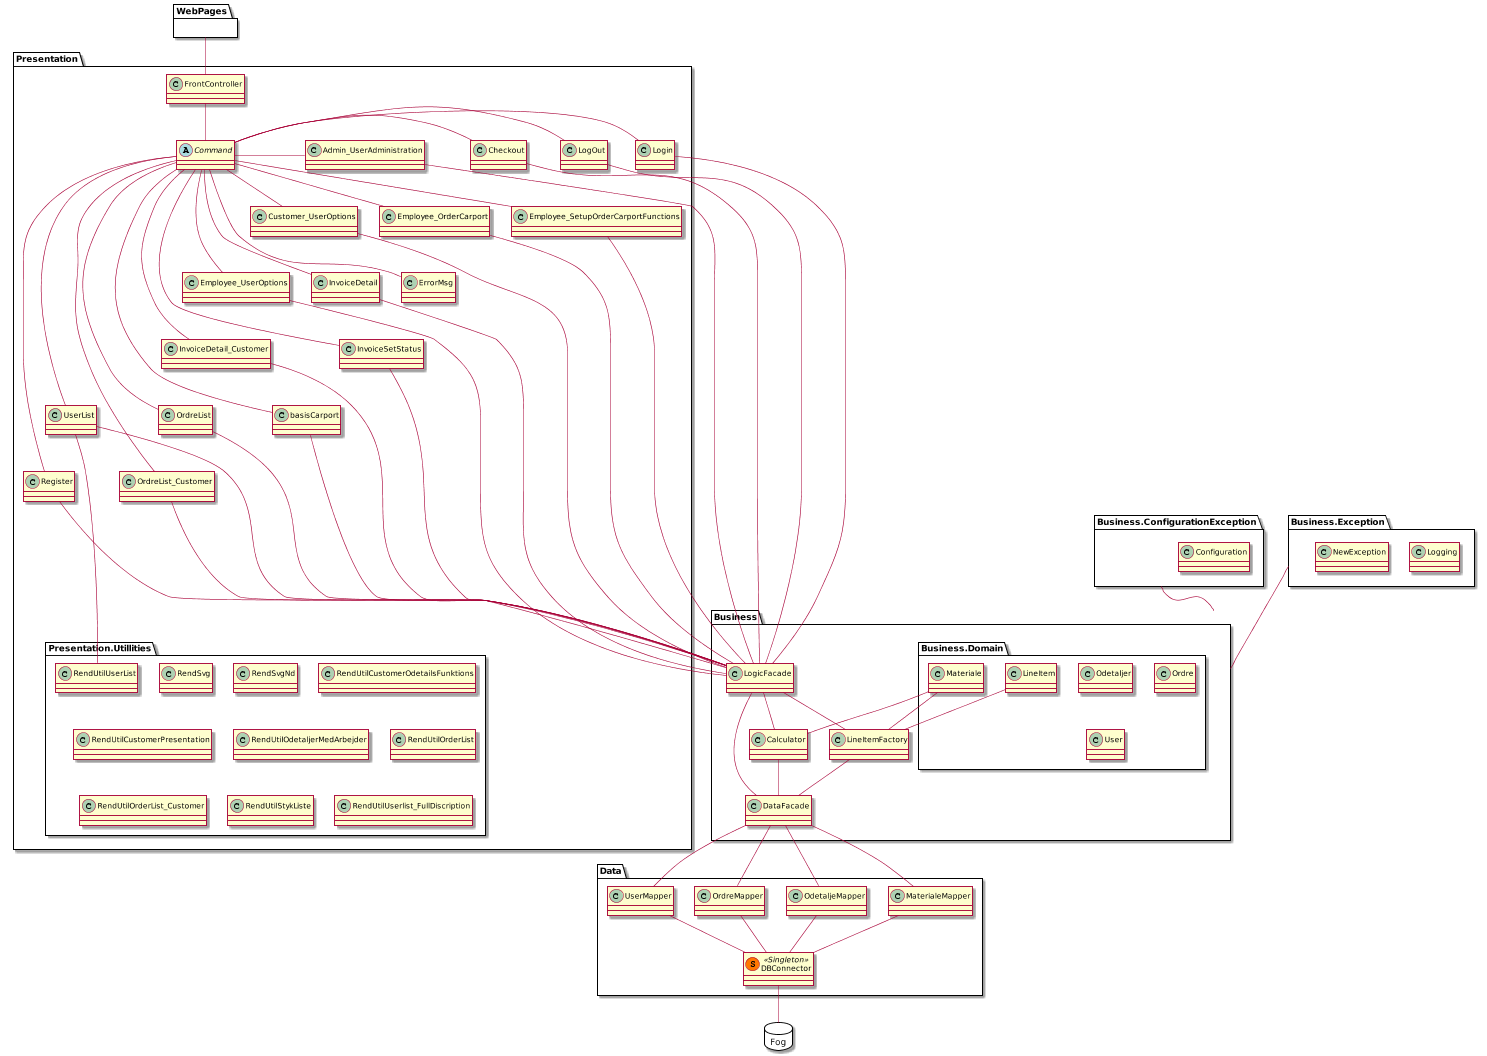 WebPages
Presentation
C FrontController
A Command
C Admin_UserAdministration
C Checkout
C LogOut
C Login
C Customer_UserOptions
C Employee_OrderCarport
C Employee_SetupOrderCarportFunctions
C Employee_UserOptions
C InvoiceDetail
C ErrorMsg
C InvoiceDetail_Customer
C InvoiceSetStatus
C UserList
C OrdreList
C basisCarport
C Register
C OrdreList_Customer
Business.ConfigurationException
C Configuration
Business.Exception
C NewException
C Logging
Presentation.Utillities
C RendUtilUserList
C RendSvg
C RendSvgNd
C RendUtilCustomerOdetailsFunktions
C RendUtilCustomerPresentation
C RendUtilOdetaljerMedArbejder
C RendUtilOrderList
C RendUtilOrderList_Customer
C RendUtilStykListe
C RendUtilUserlist_FullDiscription
Business
C LogicFacade
Business.Domain
C Materiale
C LineItem
C Odetaljer
C Ordre
C Calculator
C LineItemFactory
C User
C DataFacade
Data
C UserMapper
C OrdreMapper
C OdetaljeMapper
C MaterialeMapper
S «Singleton»
DBConnector
Fog